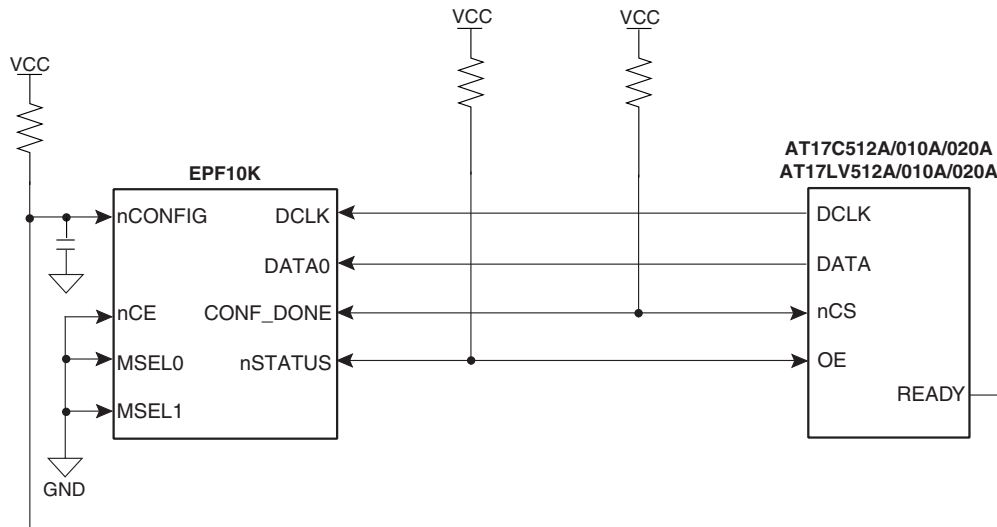 VCC
VCC
VCC
AT17C512A/010A/020A
AT17LV512A/010A/020A
EPF10K
nCONFIG
DCLK
DCLK
DATA0
DATA
nCE
CONF_DONE
nCS
MSEL0
nSTATUS
OE
READY
MSEL1
GND